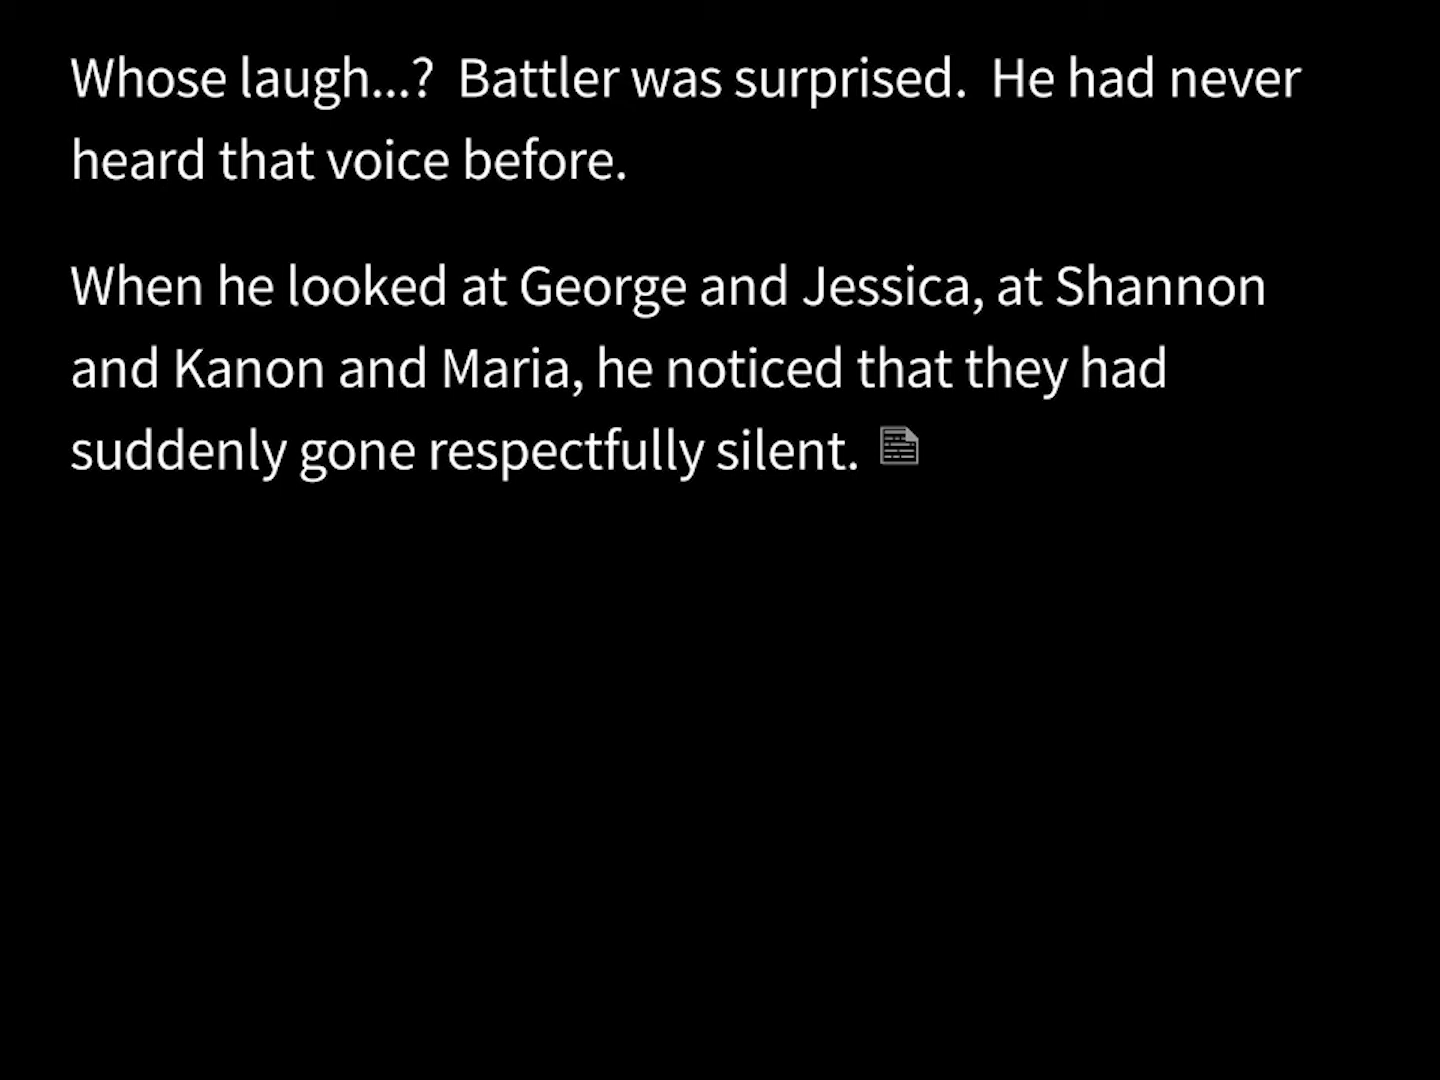 Whose laugh...?  Battler was surprised.  He had never
heard that voice before.
When he looked at George and Jessica, at Shannon
and Kanon and Maria, he noticed that they had
suddenly gone respectfully silent.